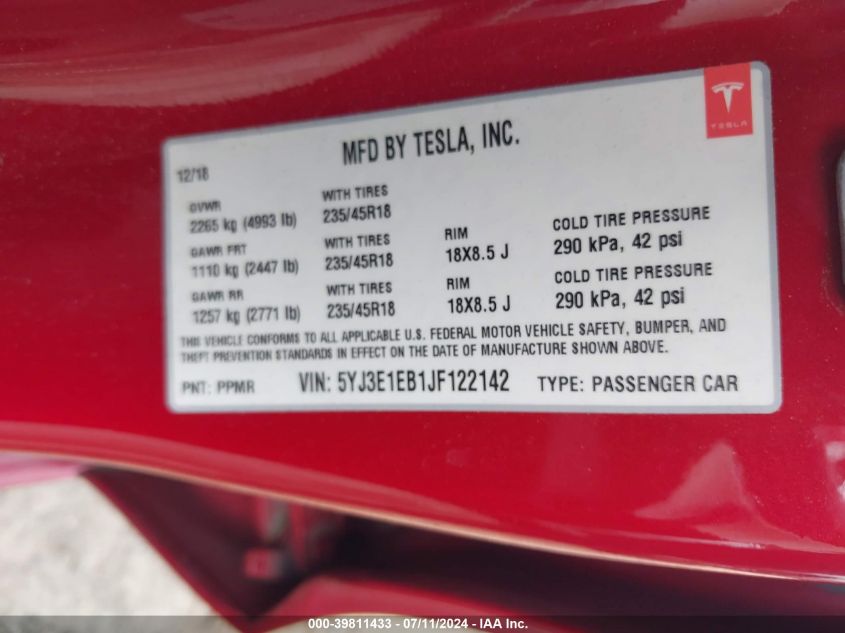 TESLA
MFD BY TESLA, INC.
12/18
GVWR
2265 kg (4993 lb)
WITH TIRES
235/45R18
GAWR FRT
1110 kg (2447 lb)
WITH TIRES
235/45R18
RIM
18X8.5 J
COLD TIRE PRESSURE
290 kPa, 42 psi
GAWR RR
1257 kg (2771 lb)
WITH TIRES
235/45R18
RIM
18X8.5 J
COLD TIRE PRESSURE
290 kPa, 42 psi
THIS VEHICLE CONFORMS TO ALL APPLICABLE U.S. FEDERAL MOTOR VEHICLE SAFETY, BUMPER, AND
THEFT PREVENTION STANDARDS IN EFFECT ON THE DATE OF MANUFACTURE SHOWN ABOVE.
PNT: PPMR VIN: 5YJ3E1EB1JF122142 TYPE: PASSENGER CAR
000-39811433 - 07/11/2024 - IAA Inc.